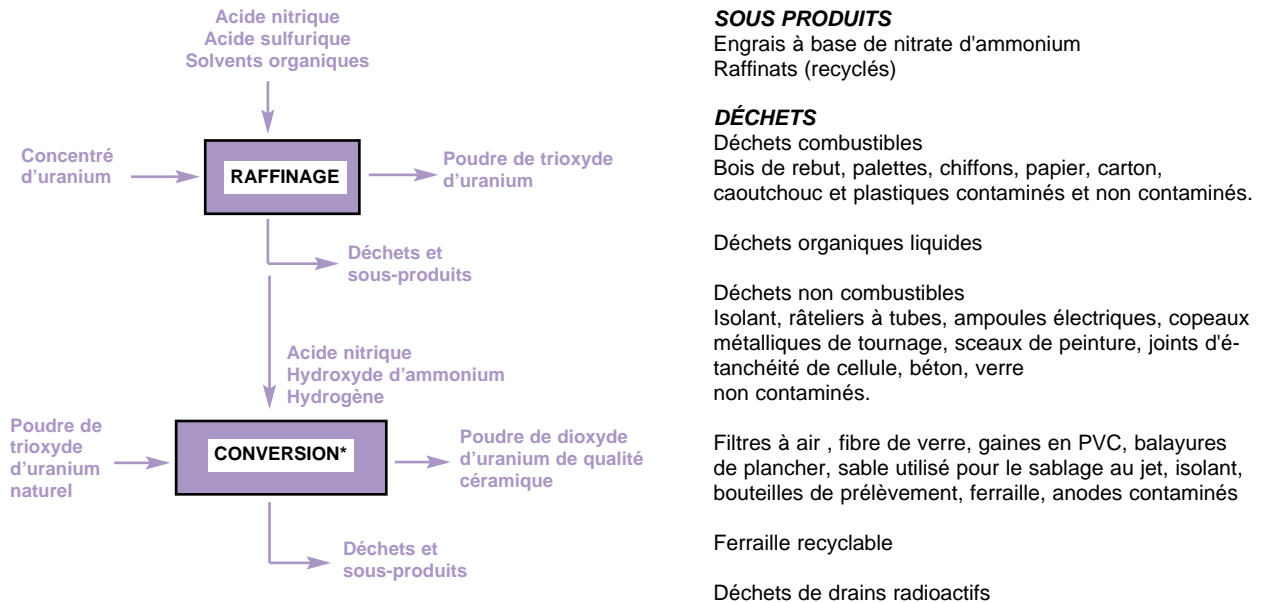 Acide nitrique
Acide sulfurique
Solvents organiques
Concentré
d'uranium
RAFFINAGE
Poudre de trioxyde
d'uranium
Déchets et
sous-produits
Acide nitrique
Hydroxyde d'ammonium
Hydrogène
Poudre de
trioxyde
d'uranium
naturel
CONVERSION*
Poudre de dioxyde
d'uranium de qualité
céramique
Déchets et
sous-produits
SOUS PRODUITS
Engrais à base de nitrate d'ammonium
Raffinats (recyclés)
DÉCHETS
Déchets combustibles
Bois de rebut, palettes, chiffons, papier, carton,
caoutchouc et plastiques contaminés et non contaminés.
Déchets organiques liquides
Déchets non combustibles
Isolant, râteliers à tubes, ampoules électriques, copeaux
métalliques de tournage, sceaux de peinture, joints d'é-
tanchéité de cellule, béton, verre
non contaminés.
Filtres à air , fibre de verre, gaines en PVC, balayures
de plancher, sable utilisé pour le sablage au jet, isolant,
bouteilles de prélèvement, ferraille, anodes contaminés
Ferraille recyclable
Déchets de drains radioactifs